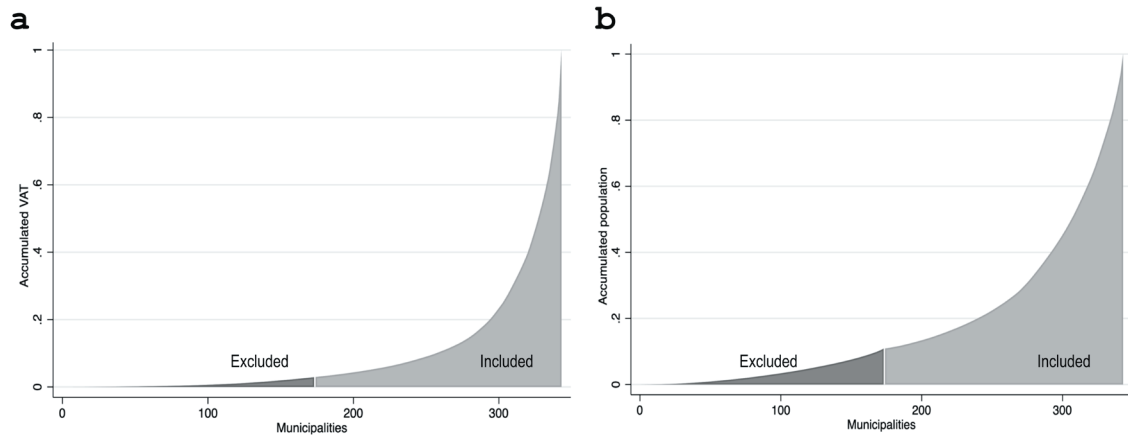 a
Accumulated VAT
1
.8
.6
.4
.2
0
Excluded
Included
0 100 200 300
Municipalities
b
Accumulated population
1
.8
.6
.4
.2
0
Excluded
Included
0 100 200 300
Municipalities